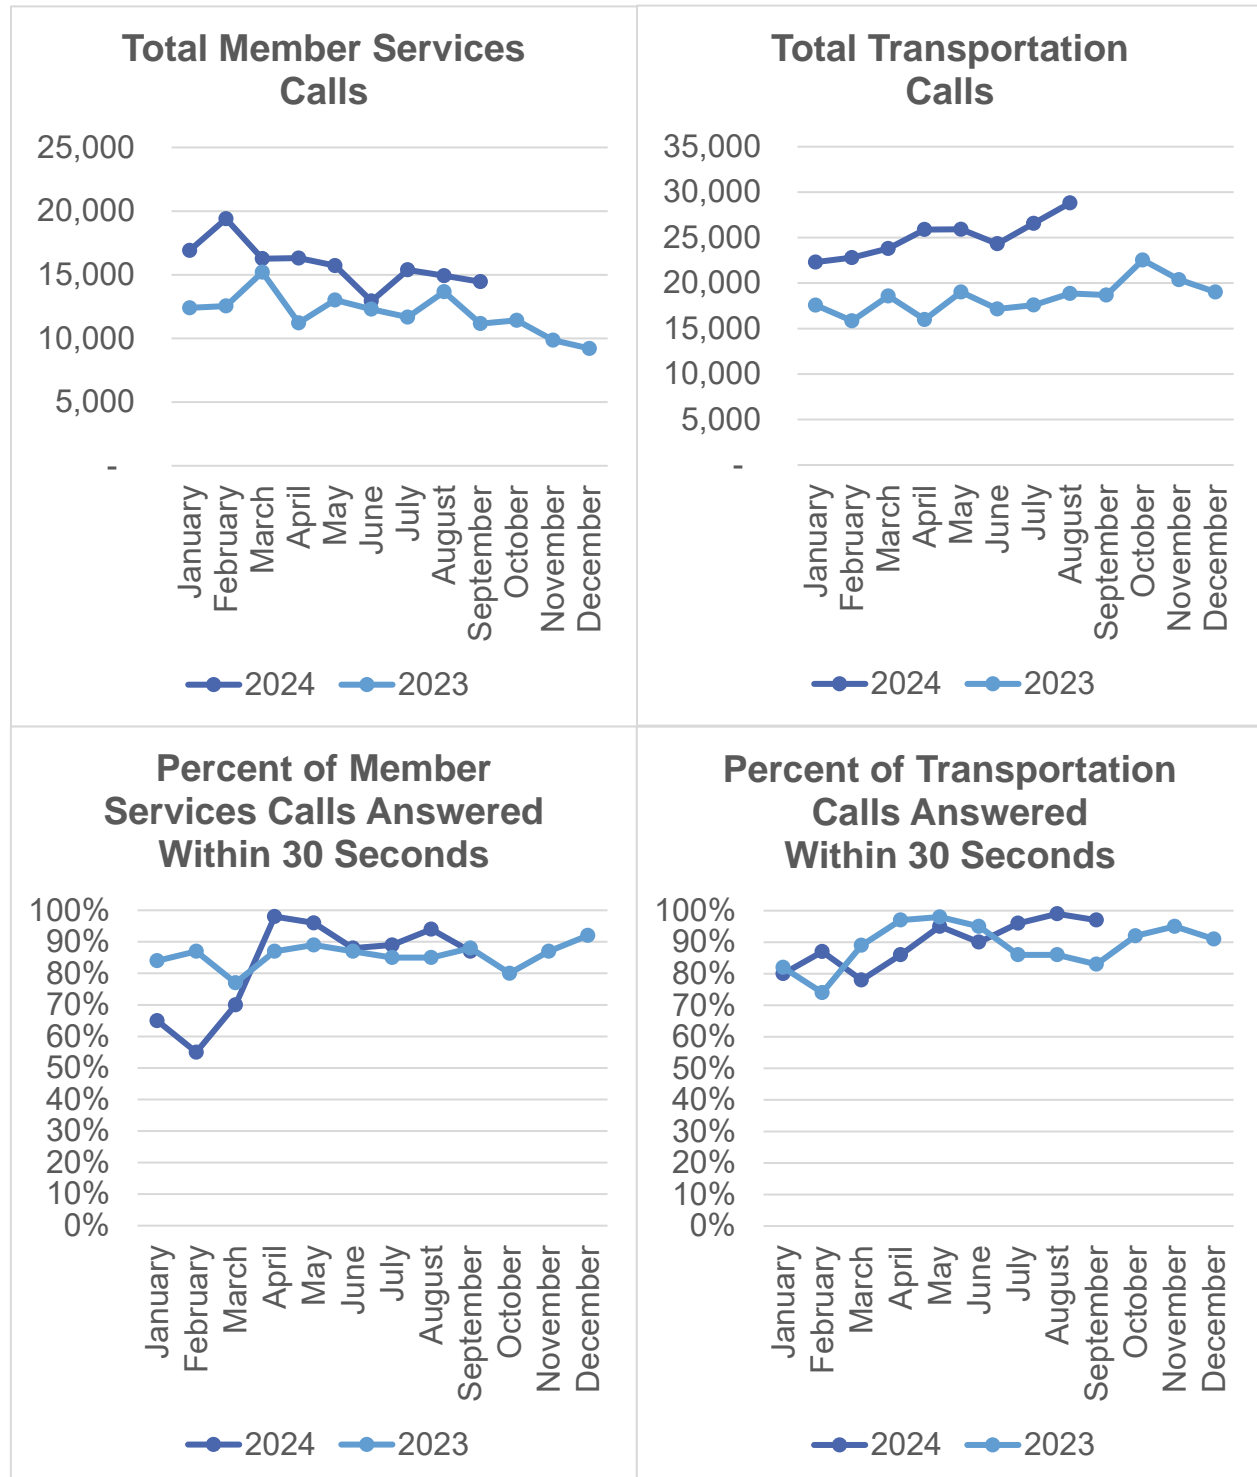 Total Member Services
Calls
25,000
20,000
15,000
10,000
5,000
-
January
February
March
April
May
June
July
August
September
October
November
December
2024
2023
Total Transportation
Calls
35,000
30,000
25,000
20,000
15,000
10,000
5,000
-
January
February
March
April
May
June
July
August
September
October
November
December
2024
2023
Percent of Member
Services Calls Answered
Within 30 Seconds
100%
90%
80%
70%
60%
50%
40%
30%
20%
10%
0%
January
February
March
April
May
June
July
August
September
October
November
December
2024
2023
Percent of Transportation
Calls Answered
Within 30 Seconds
100%
90%
80%
70%
60%
50%
40%
30%
20%
10%
0%
January
February
March
April
May
June
July
August
September
October
November
December
2024
2023